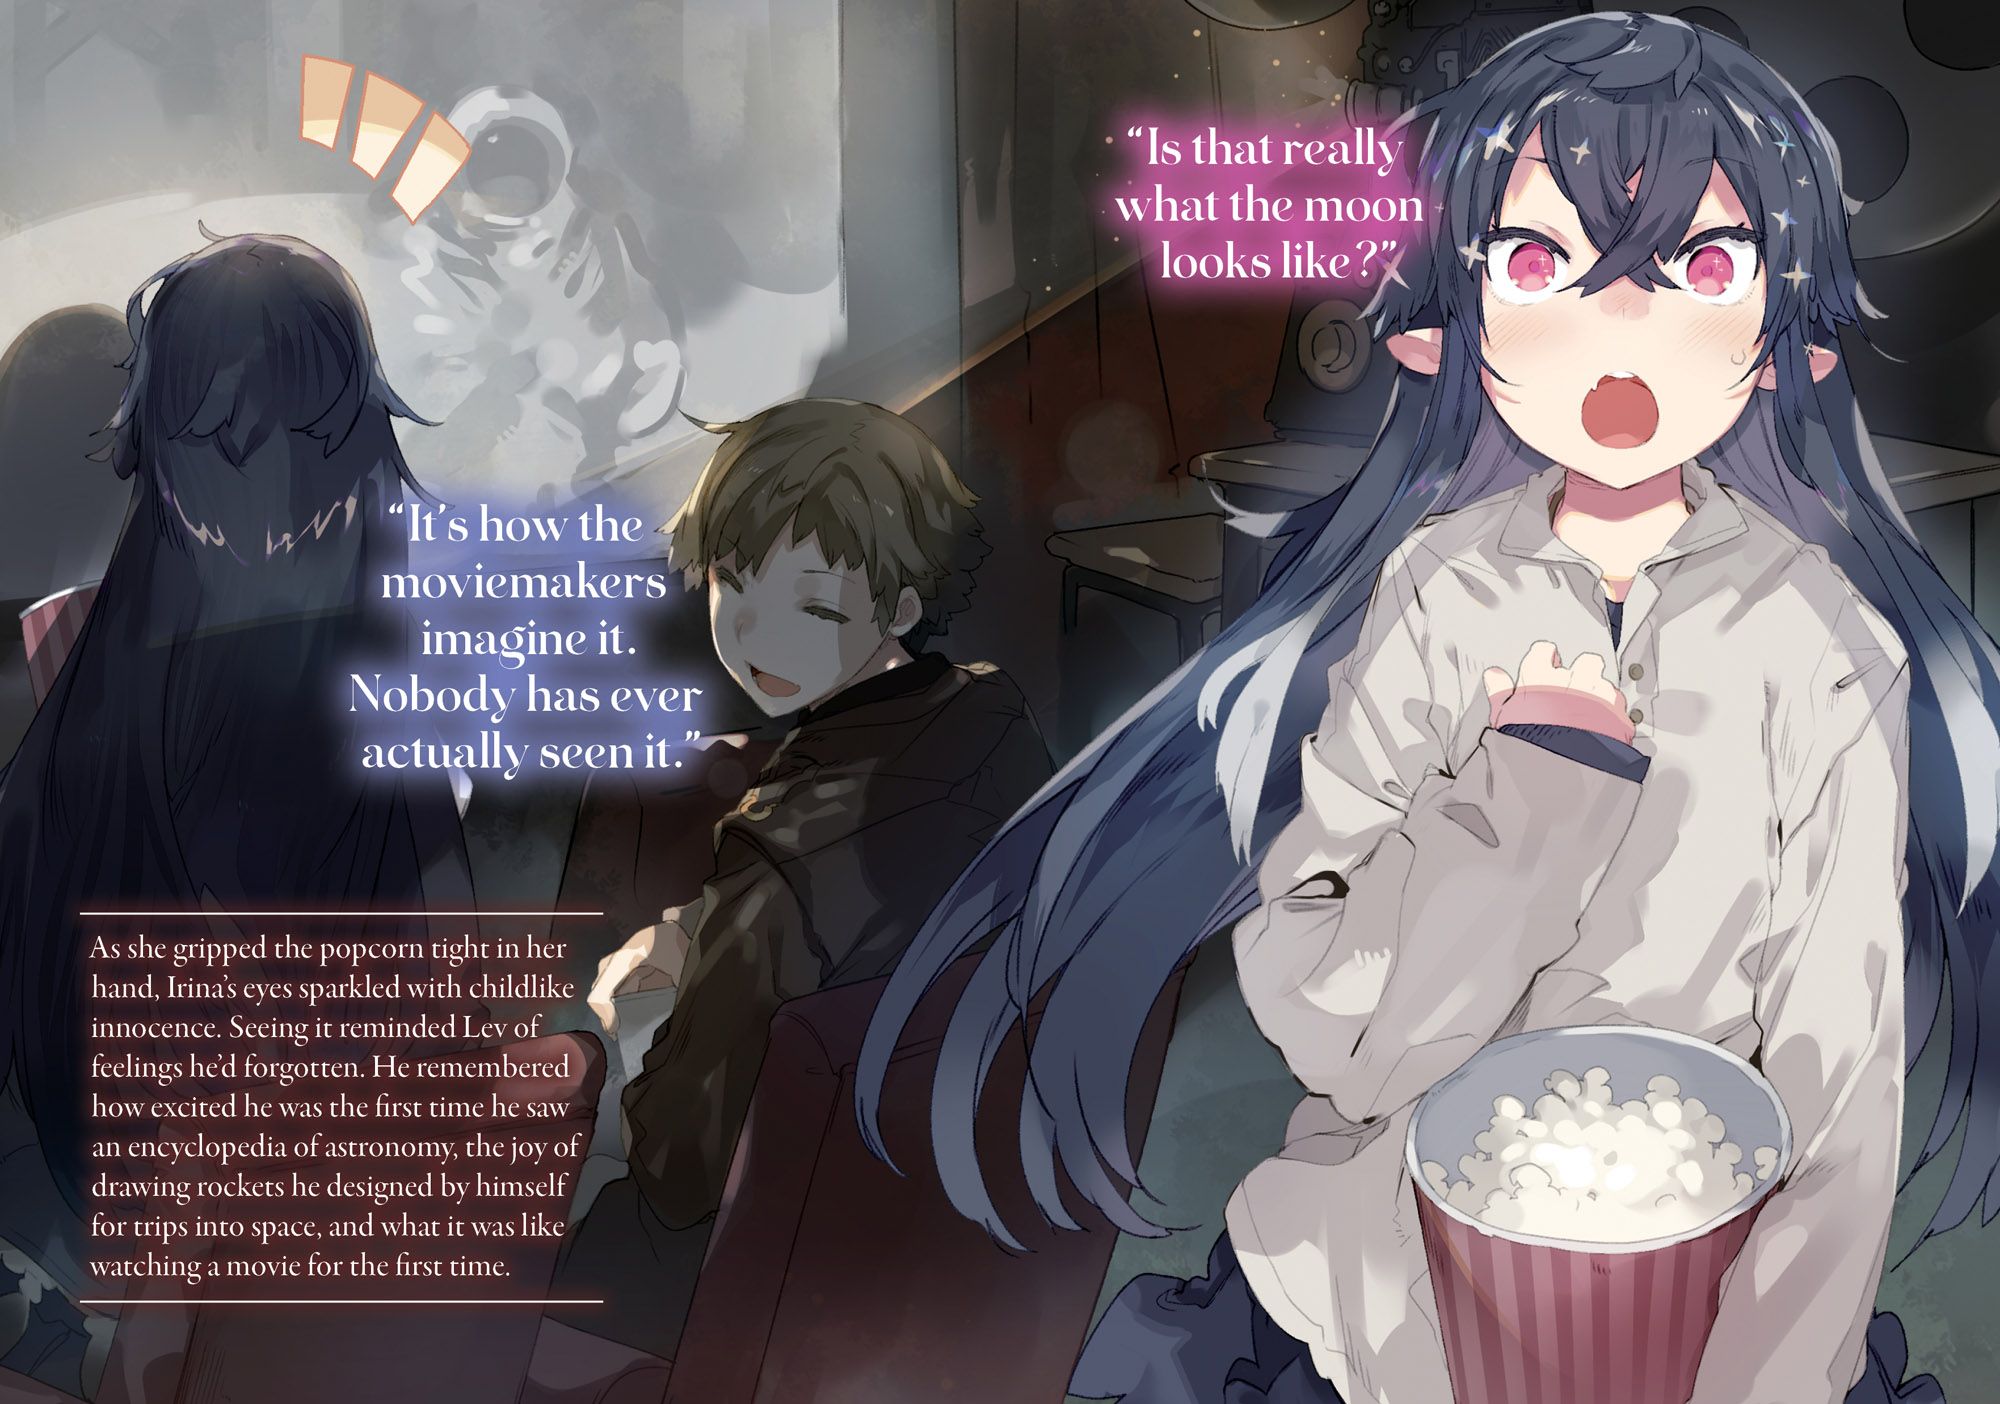 “Is that really
what the moon
looks like?”
“It’s how the
moviemakers
imagine it.
Nobody has ever
actually seen it.”
As she gripped the popcorn tight in her
hand, Irina’s eyes sparkled with childlike
innocence. Seeing it reminded Lev of
feelings he’d forgotten. He remembered
how excited he was the first time he saw
an encyclopedia of astronomy, the joy of
drawing rockets he designed by himself
for trips into space, and what it was like
watching a movie for the first time.